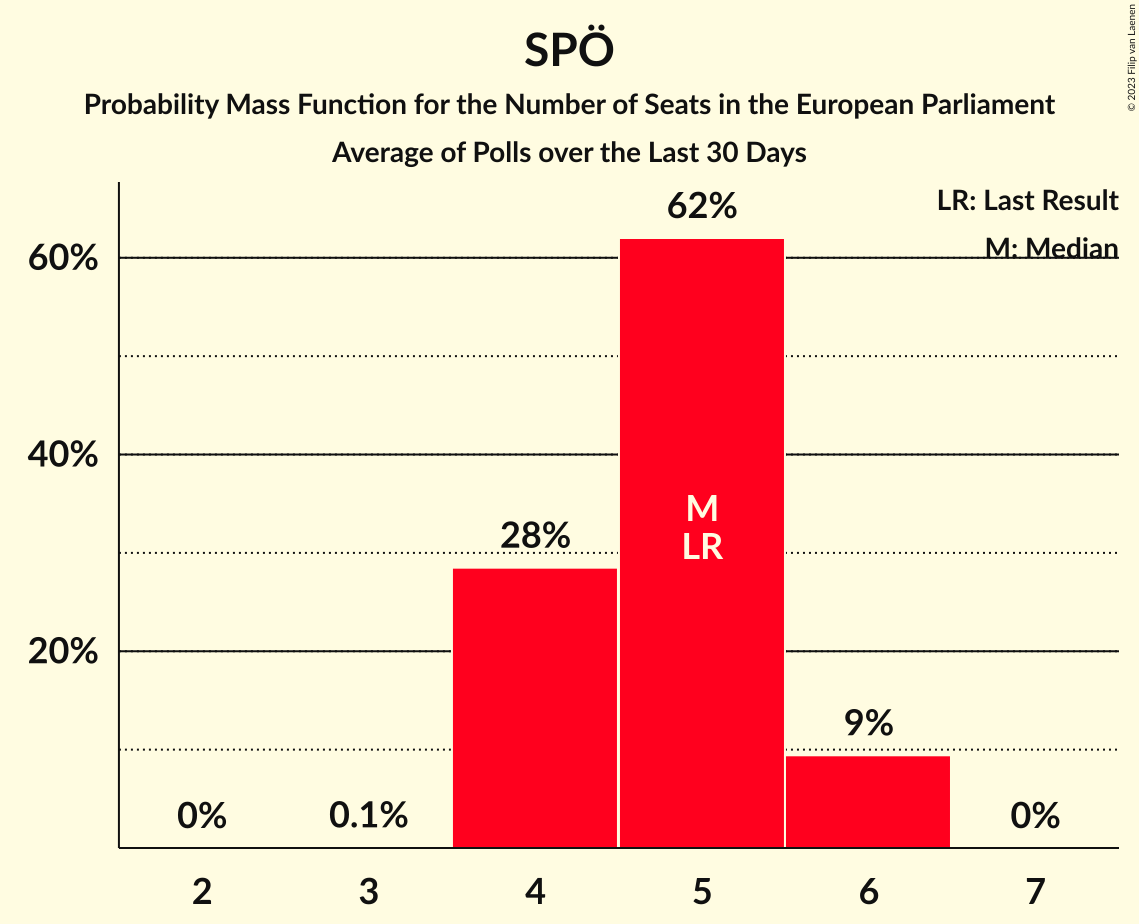 SPÖ
Probability Mass Function for the Number of Seats in the European Parliament
Average of Polls over the Last 30 Days
© 2023 Filip van Laenen
LR: Last Result
M: Median
62%
60%
40%
M
28%
LR
20%
9%
0%
0.1%
0%
2 3 4 5 6 7